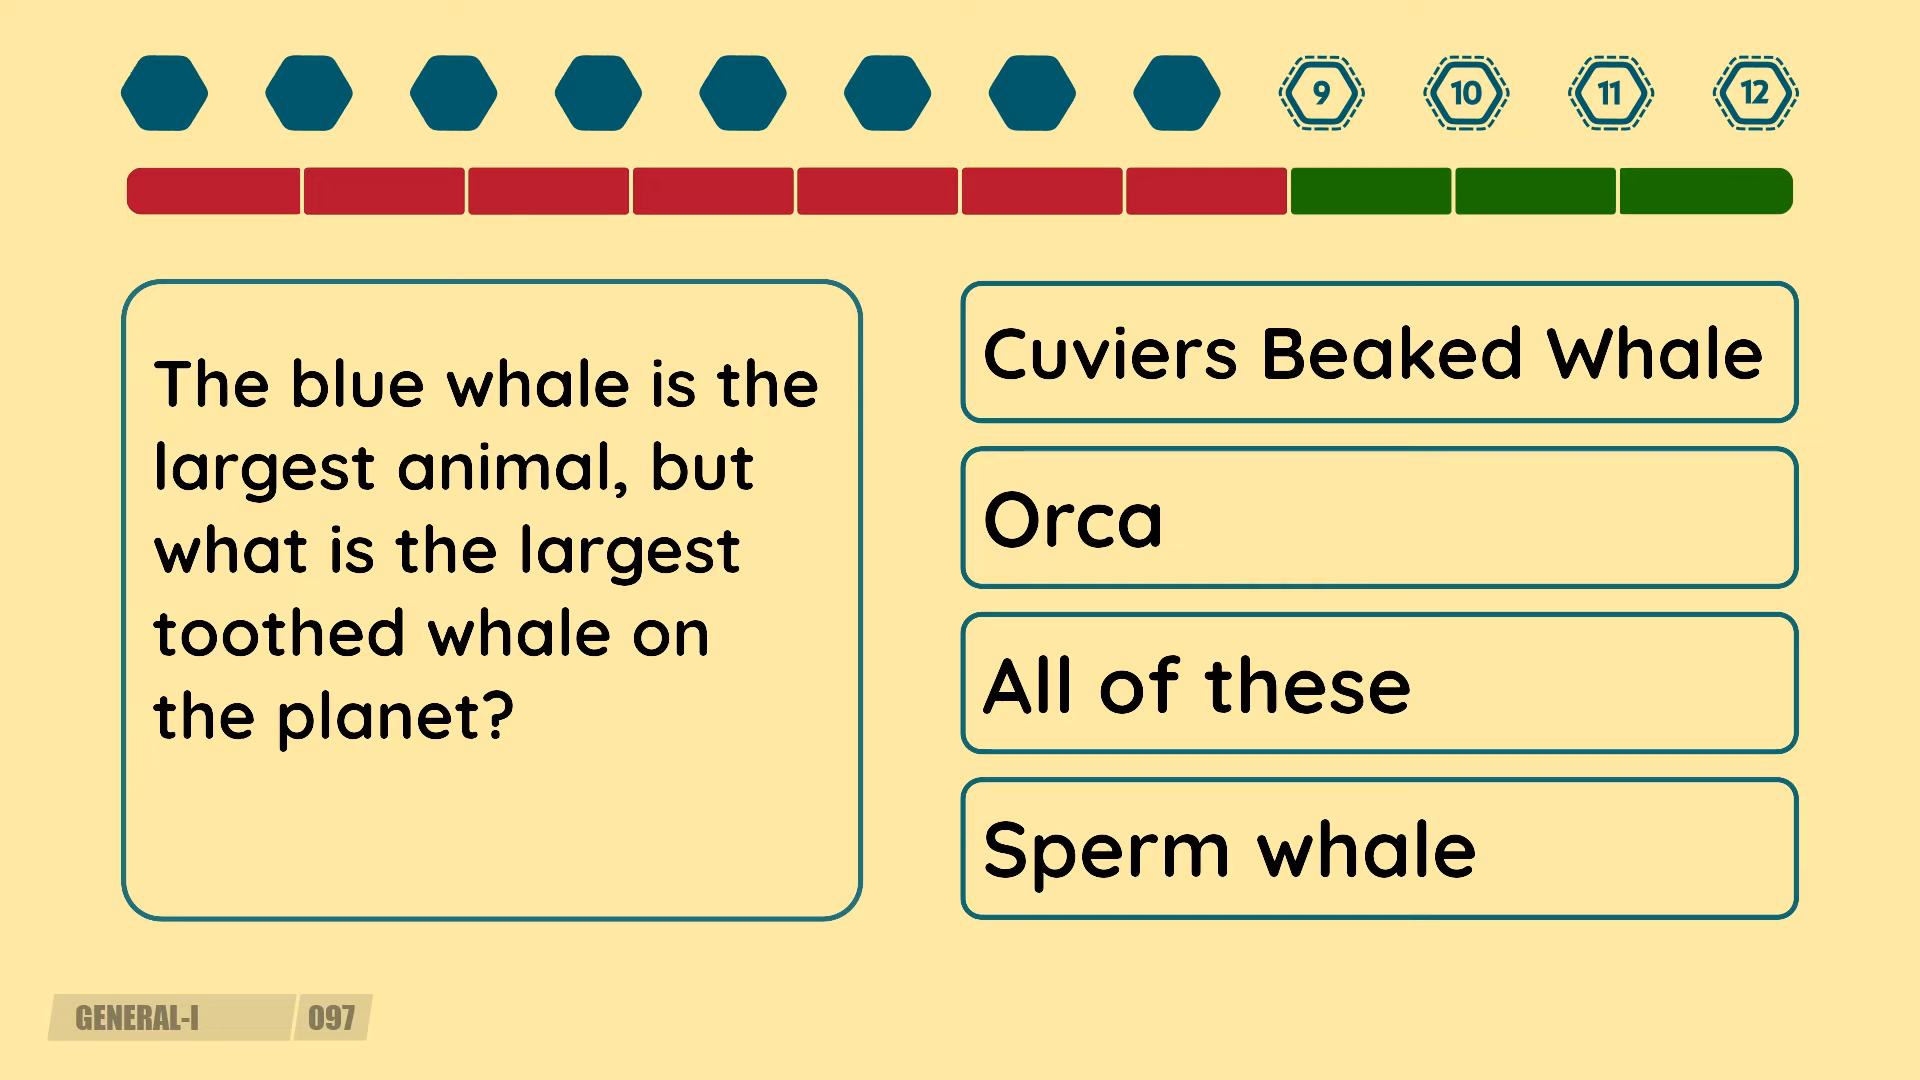 9 10 11 12
The blue whale is the
largest animal, but
what is the largest
toothed whale on
the planet?
Cuviers Beaked Whale
Orca
All of these
Sperm whale
GENERAL-I 097